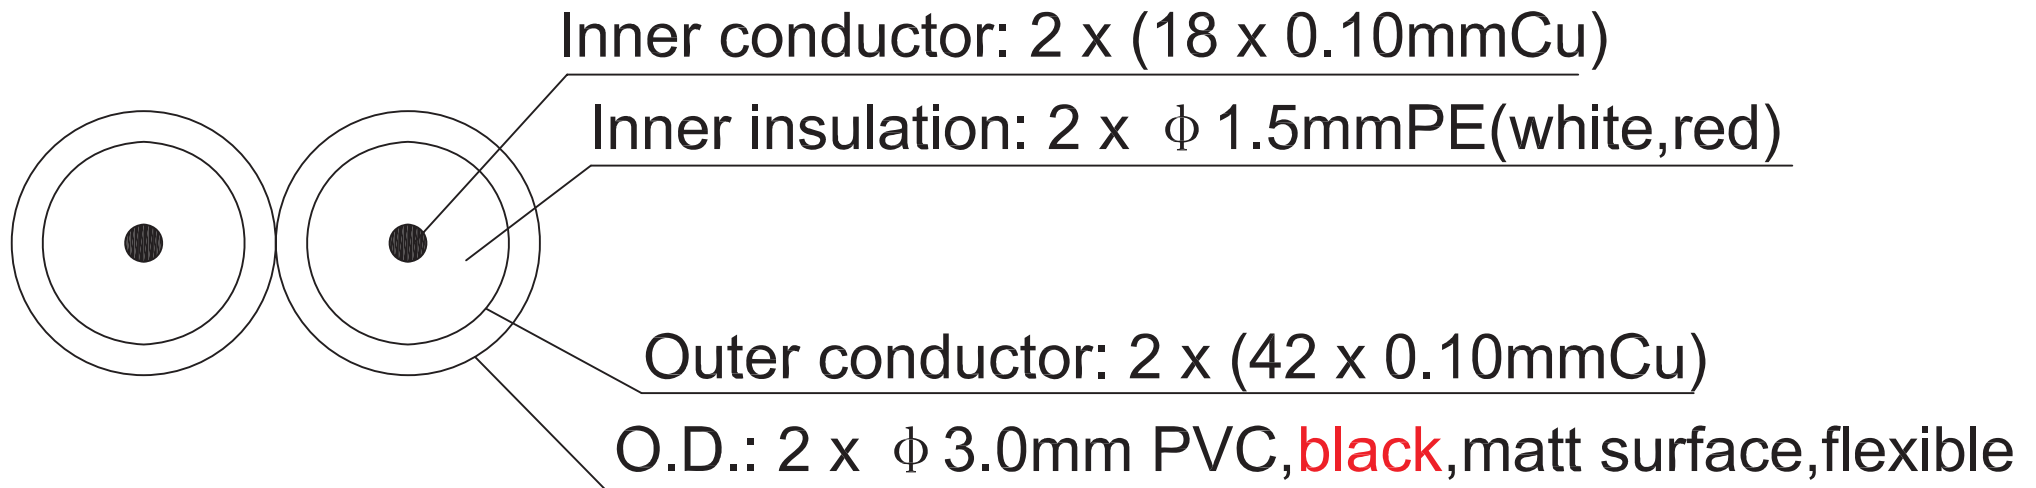 Inner conductor: 2 x (18 x 0.10mmCu)
Inner insulation: 2 x ϕ1.5mmPE(white,red)
Outer conductor: 2 x (42 x 0.10mmCu)
O.D.: 2 x ϕ3.0mm PVC,black,matt surface,flexible